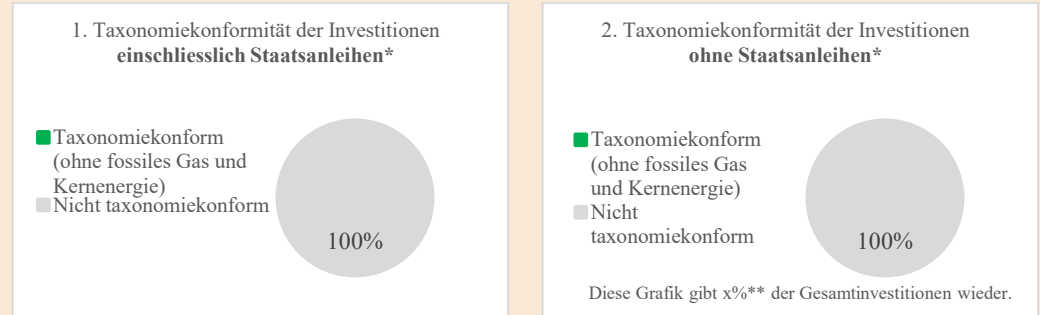 1. Taxonomiekonformität der Investitionen
einschliesslich Staatsanleihen*
Taxonomiekonform
(ohne fossiles Gas und
Kernenergie)
Nicht taxonomiekonform
100%
2. Taxonomiekonformität der Investitionen
ohne Staatsanleihen*
Taxonomiekonform
(ohne fossiles Gas
und Kernenergie)
Nicht
taxonomiekonform
100%
Diese Grafik gibt x%** der Gesamtinvestitionen wieder.